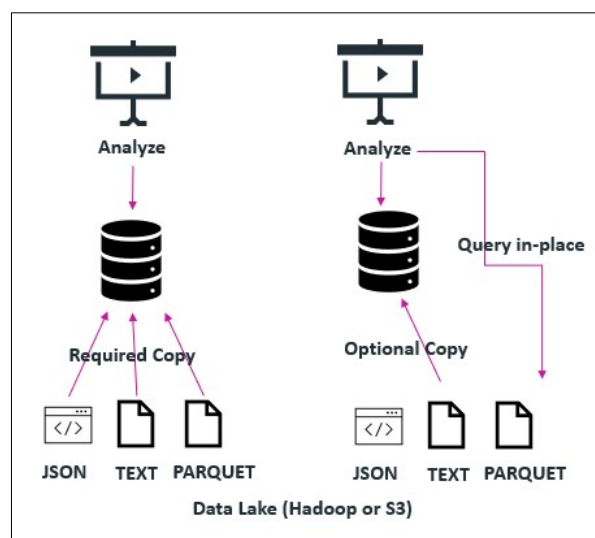 Analyze
Analyze
Query in-place
Required Copy
Optional Copy
</>
</>
JSON
TEXT
PARQUET
JSON
TEXT
PARQUET
Data Lake (Hadoop or S3)